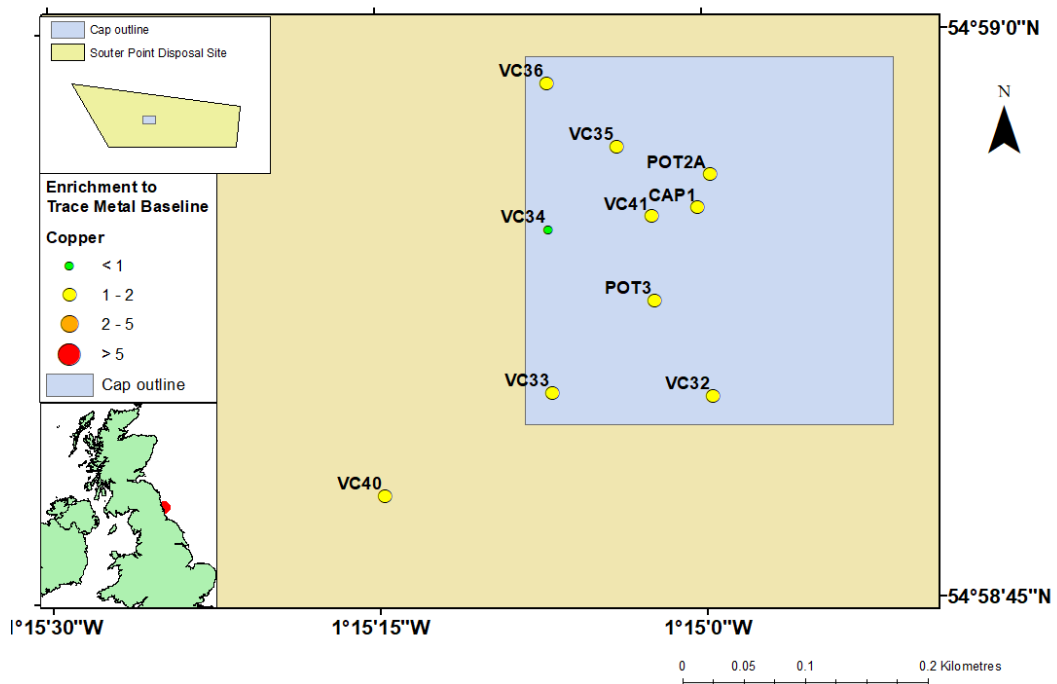 Cap outline
Souter Point Disposal Site
Enrichment to
Trace Metal Baseline
Copper
< 1
1 - 2
2 - 5
> 5
Cap outline
54°59'0"N
N
VC36
VC35
POT2A
CAP1
VC41
VC34
POT3
VC33
VC32
VC40
54°58'45"N
1°15'30"W
1°15'15"W
1°15'0"W
0 0.05 0.1 0.2 Kilometres